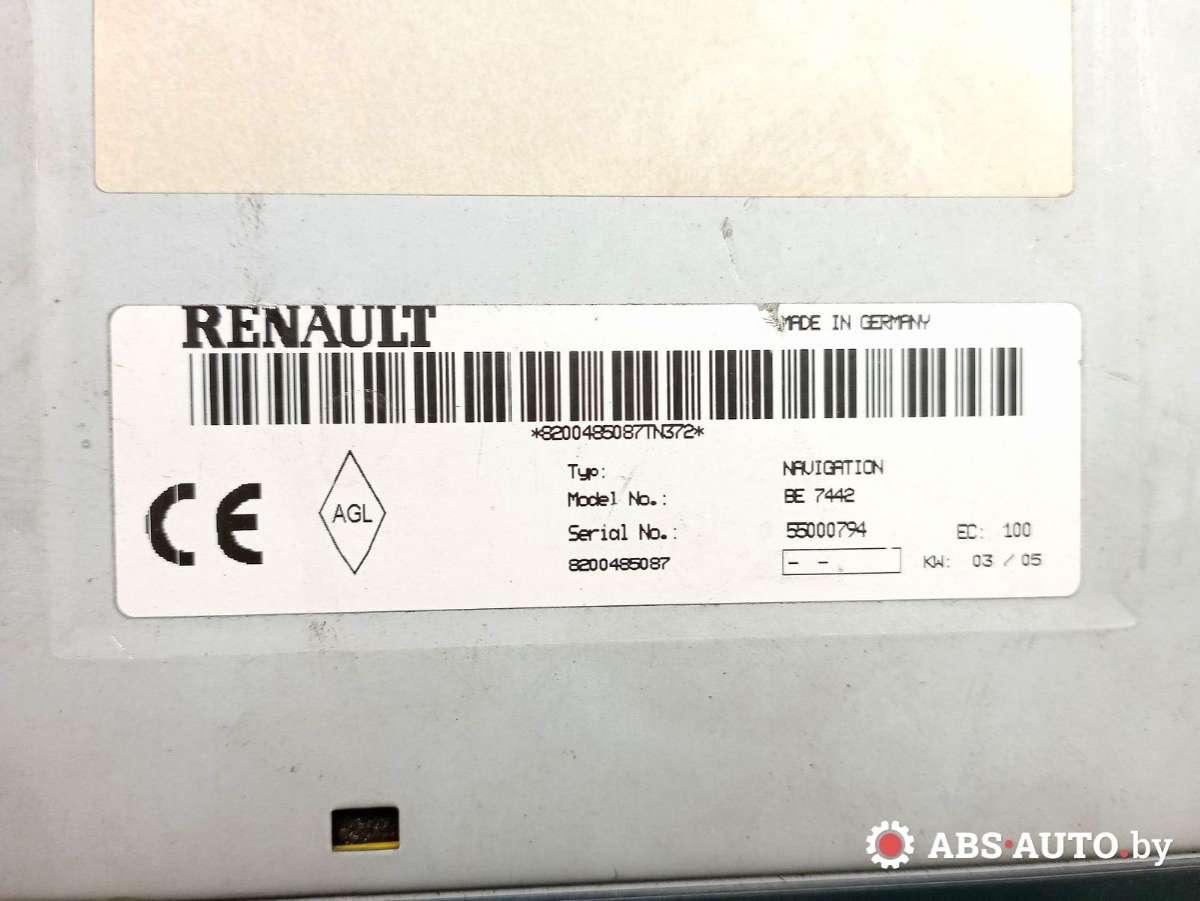 RENAULT
MADE IN GERMANY
*8200485087TN372*
CE
AGL
Typ: NAVIGATION
Model No.: BE 7442
Serial No.: 55000794 EC: 100
8200485087 - - KW: 03 / 05
ABS·AUTO.by